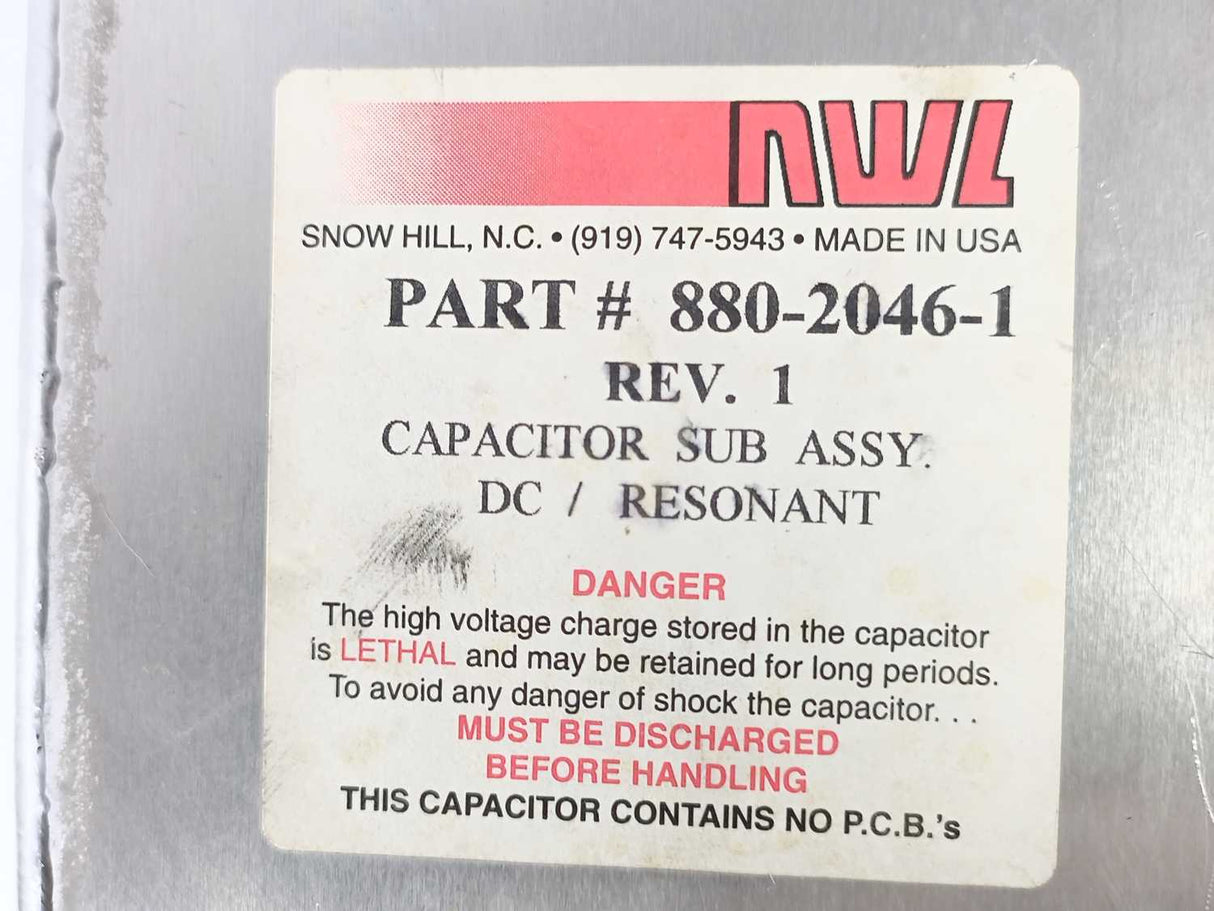 NWL
SNOW HILL, N.C. • (919) 747-5943 • MADE IN USA
PART # 880-2046-1
REV. 1
CAPACITOR SUB ASSY.
DC / RESONANT
DANGER
The high voltage charge stored in the capacitor
is LETHAL and may be retained for long periods.
To avoid any danger of shock the capacitor. . .
MUST BE DISCHARGED
BEFORE HANDLING
THIS CAPACITOR CONTAINS NO P.C.B.'s